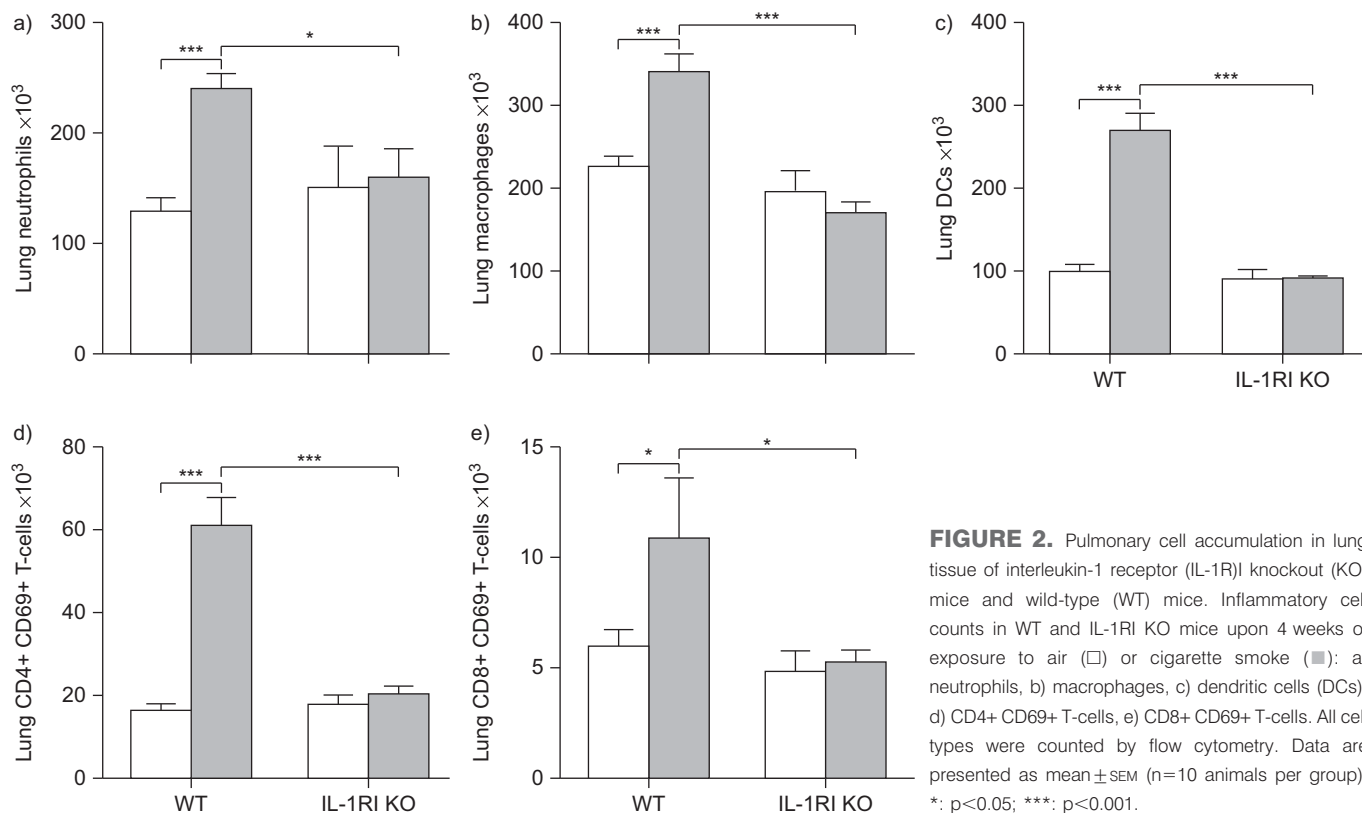 a)
300
200
100
0
Lung neutrophils ×10³
***
*
b)
400
300
200
100
0
Lung macrophages ×10³
***
***
c)
400
300
200
100
0
Lung DCs ×10³
***
***
WT
IL-1RI KO
d)
80
60
40
20
0
Lung CD4+ CD69+ T-cells ×10³
***
***
WT
IL-1RI KO
e)
15
10
5
0
Lung CD8+ CD69+ T-cells ×10³
*
*
WT
IL-1RI KO
FIGURE 2. Pulmonary cell accumulation in lung
tissue of interleukin-1 receptor (IL-1R)I knockout (KO
mice and wild-type (WT) mice. Inflammatory cel
counts in WT and IL-1RI KO mice upon 4 weeks o
exposure to air (□) or cigarette smoke (■): a
neutrophils, b) macrophages, c) dendritic cells (DCs)
d) CD4+ CD69+ T-cells, e) CD8+ CD69+ T-cells. All cel
types were counted by flow cytometry. Data are
presented as mean±SEM (n=10 animals per group)
*: p<0.05; ***: p<0.001.